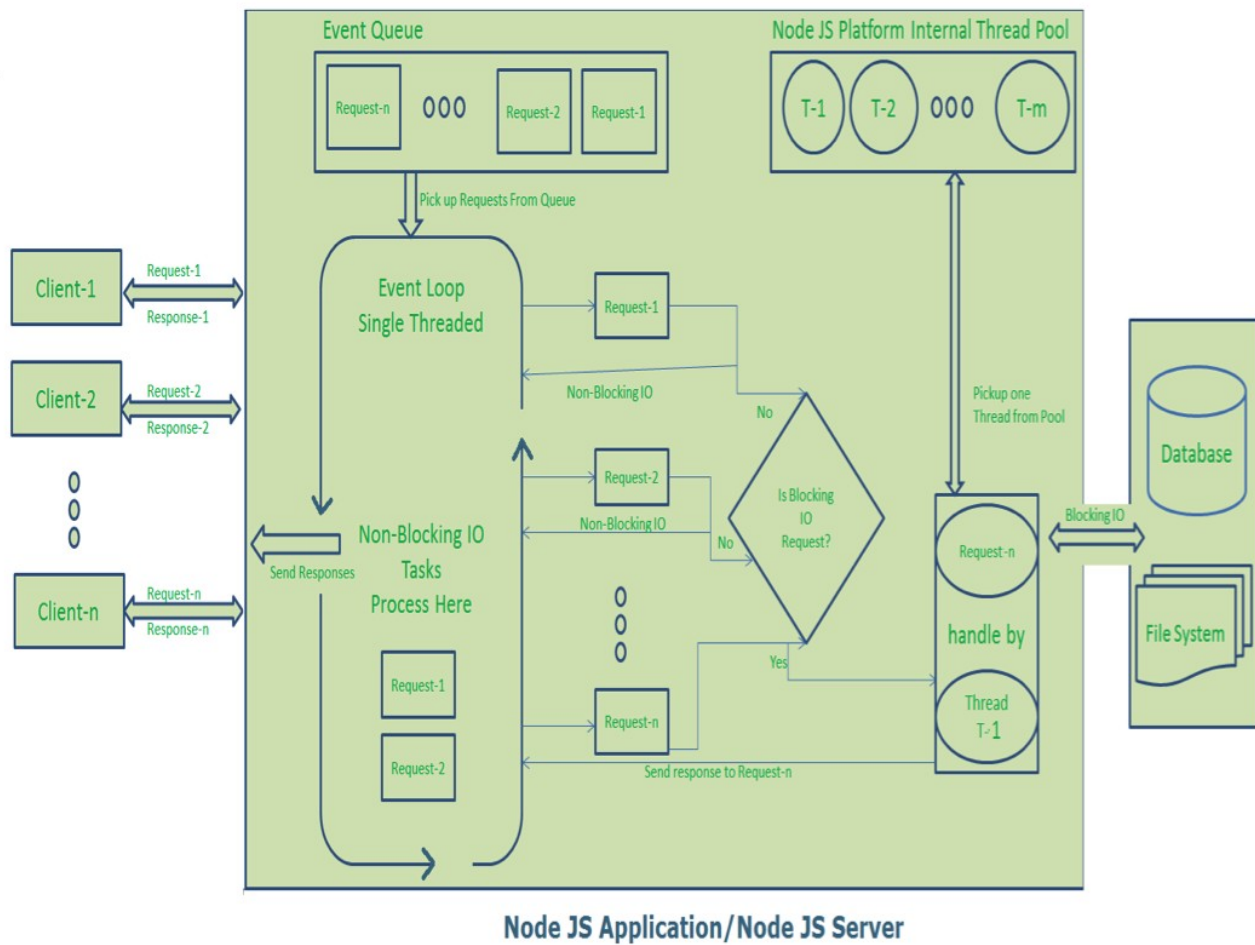 Event Queue
Node JS Platform Internal Thread Pool
Request-n
ooo
Request-2
Request-1
T-1
T-2
ooo
T-m
Pick up Requests From Queue
Client-1
Request-1
Response-1
Event Loop
Single Threaded
Request-1
Non-Blocking IO
No
Client-2
Request-2
Response-2
Pickup one
Thread from Pool
Database
Request-2
Non-Blocking IO
No
Is Blocking
IO
Request?
Blocking IO
Send Responses
Non-Blocking IO
Tasks
Process Here
Request-n
handle by
Client-n
Request-n
Response-n
File System
Request-1
Request-2
Yes
Request-n
Thread
T-1
Send response to Request-n
Node JS Application/Node JS Server